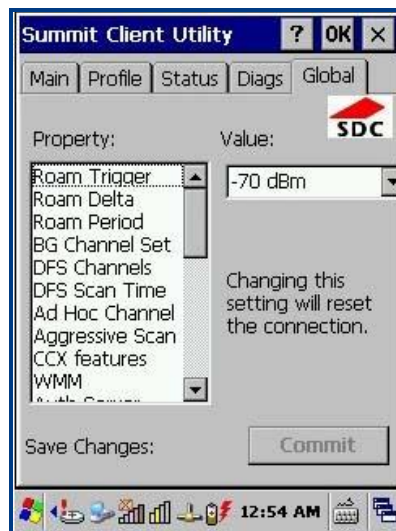 Summit Client Utility ? OK ×
Main Profile Status Diags Global
SDC
Property:
Value:
Roam Trigger
Roam Delta
Roam Period
BG Channel Set
DFS Channels
DFS Scan Time
Ad Hoc Channel
Aggressive Scan
CCX features
WMM
-70 dBm
Changing this
setting will reset
the connection.
Save Changes:
Commit
12:54 AM